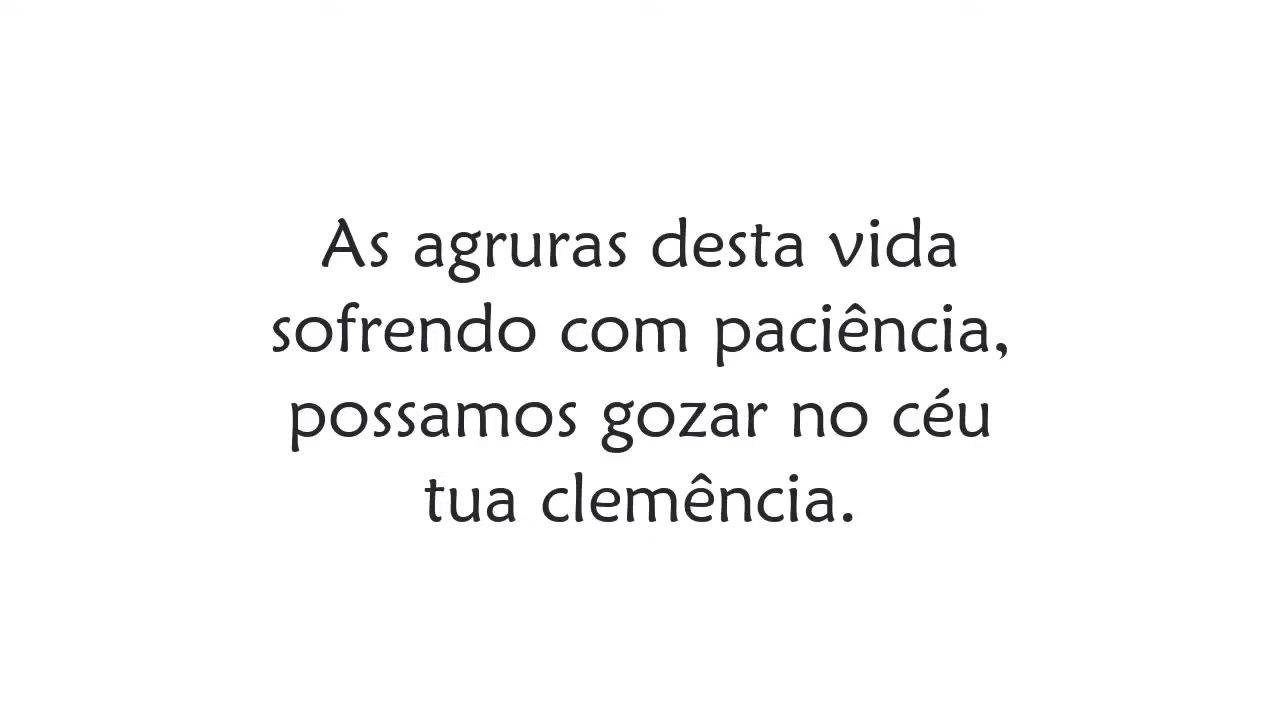 As agruras desta vida
sofrendo com paciência,
possamos gozar no céu
tua clemência.